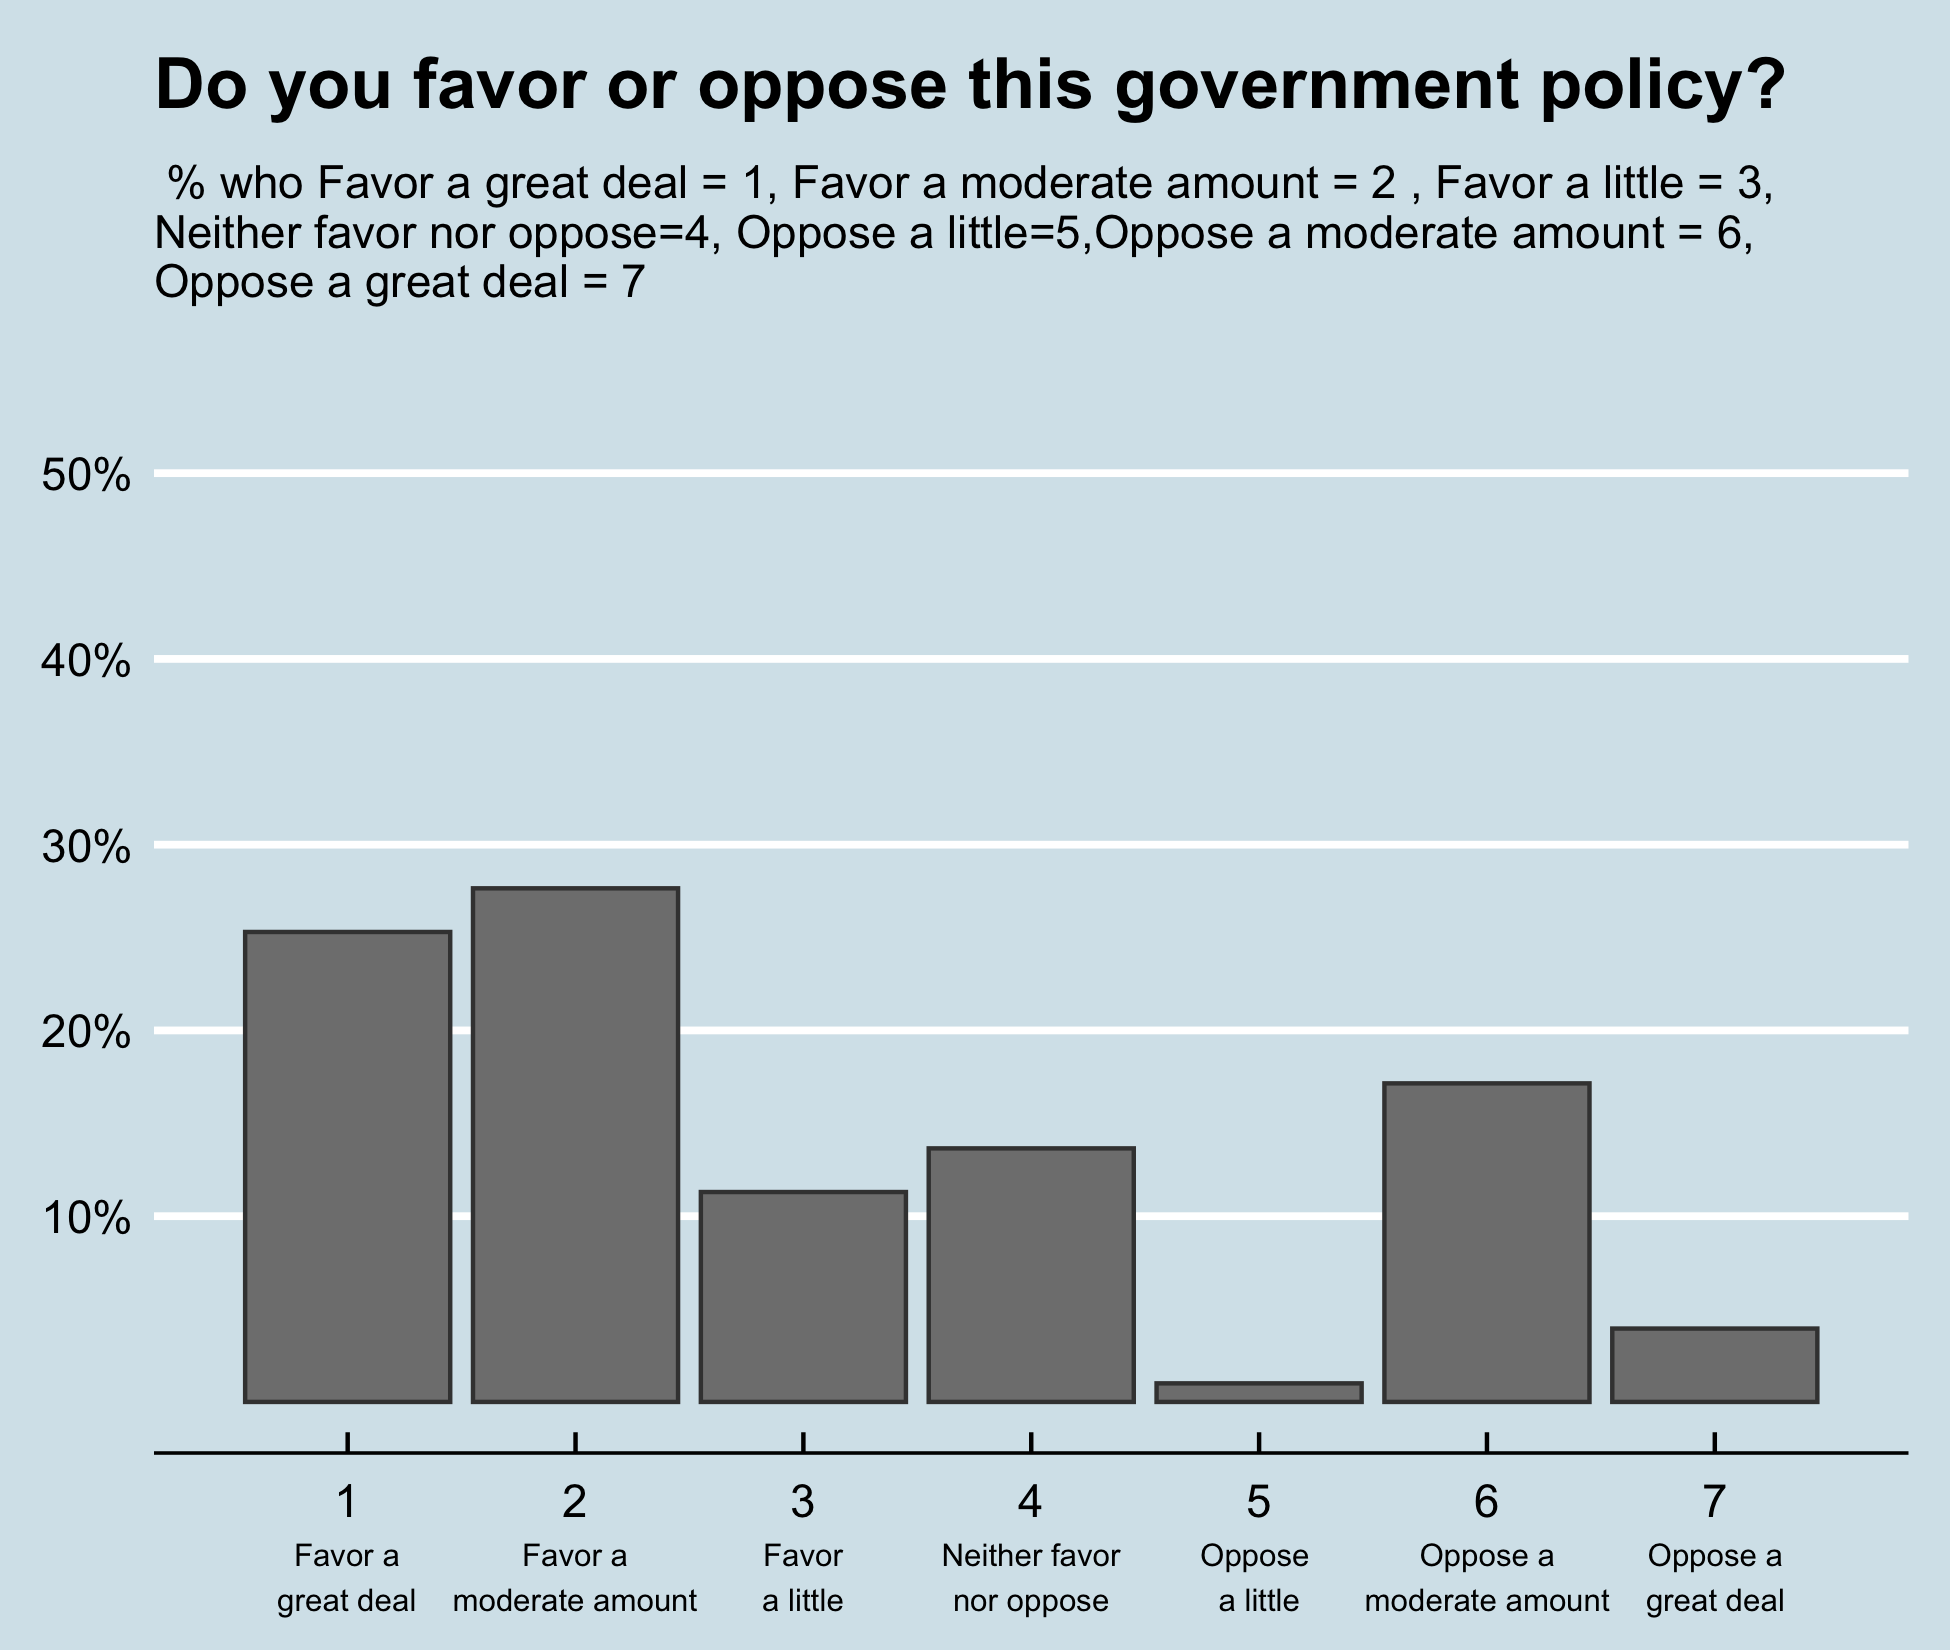 Do you favor or oppose this government policy?
% who Favor a great deal = 1, Favor a moderate amount = 2 , Favor a little = 3,
Neither favor nor oppose=4, Oppose a little=5,Oppose a moderate amount = 6,
Oppose a great deal = 7
50%
40%
30%
20%
10%
1 2 3 4 5 6 7
Favor a Favor a Favor Neither favor Oppose Oppose a Oppose a
great deal moderate amount a little nor oppose a little moderate amount great deal